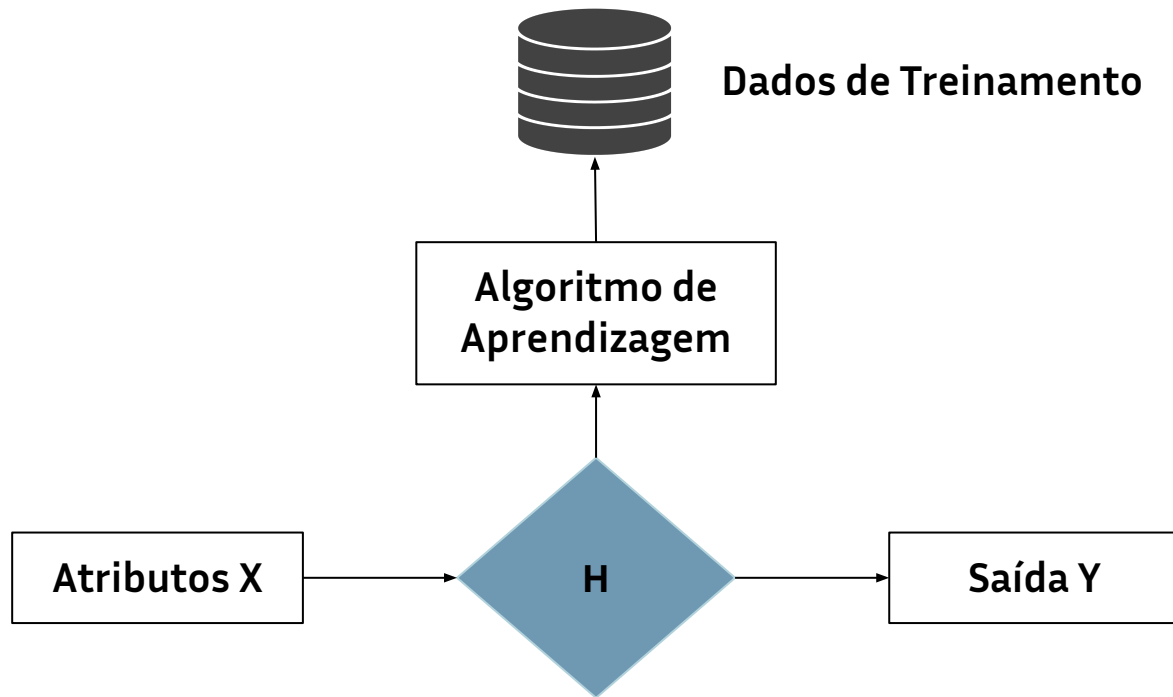 Dados de Treinamento
Algoritmo de
Aprendizagem
Atributos X
H
Saída Y